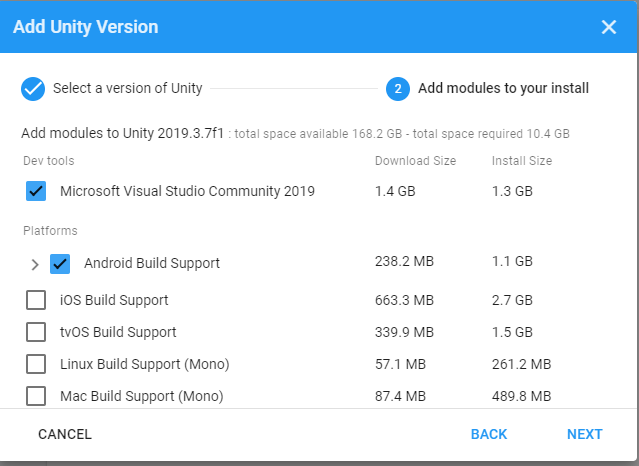 Add Unity Version
Select a version of Unity 2 Add modules to your install
Add modules to Unity 2019.3.7f1 : total space available 168.2 GB - total space required 10.4 GB
Dev tools Download Size Install Size
Microsoft Visual Studio Community 2019 1.4 GB 1.3 GB
Platforms
Android Build Support 238.2 MB 1.1 GB
iOS Build Support 663.3 MB 2.7 GB
tvOS Build Support 339.9 MB 1.5 GB
Linux Build Support (Mono) 57.1 MB 261.2 MB
Mac Build Support (Mono) 87.4 MB 489.8 MB
CANCEL BACK NEXT